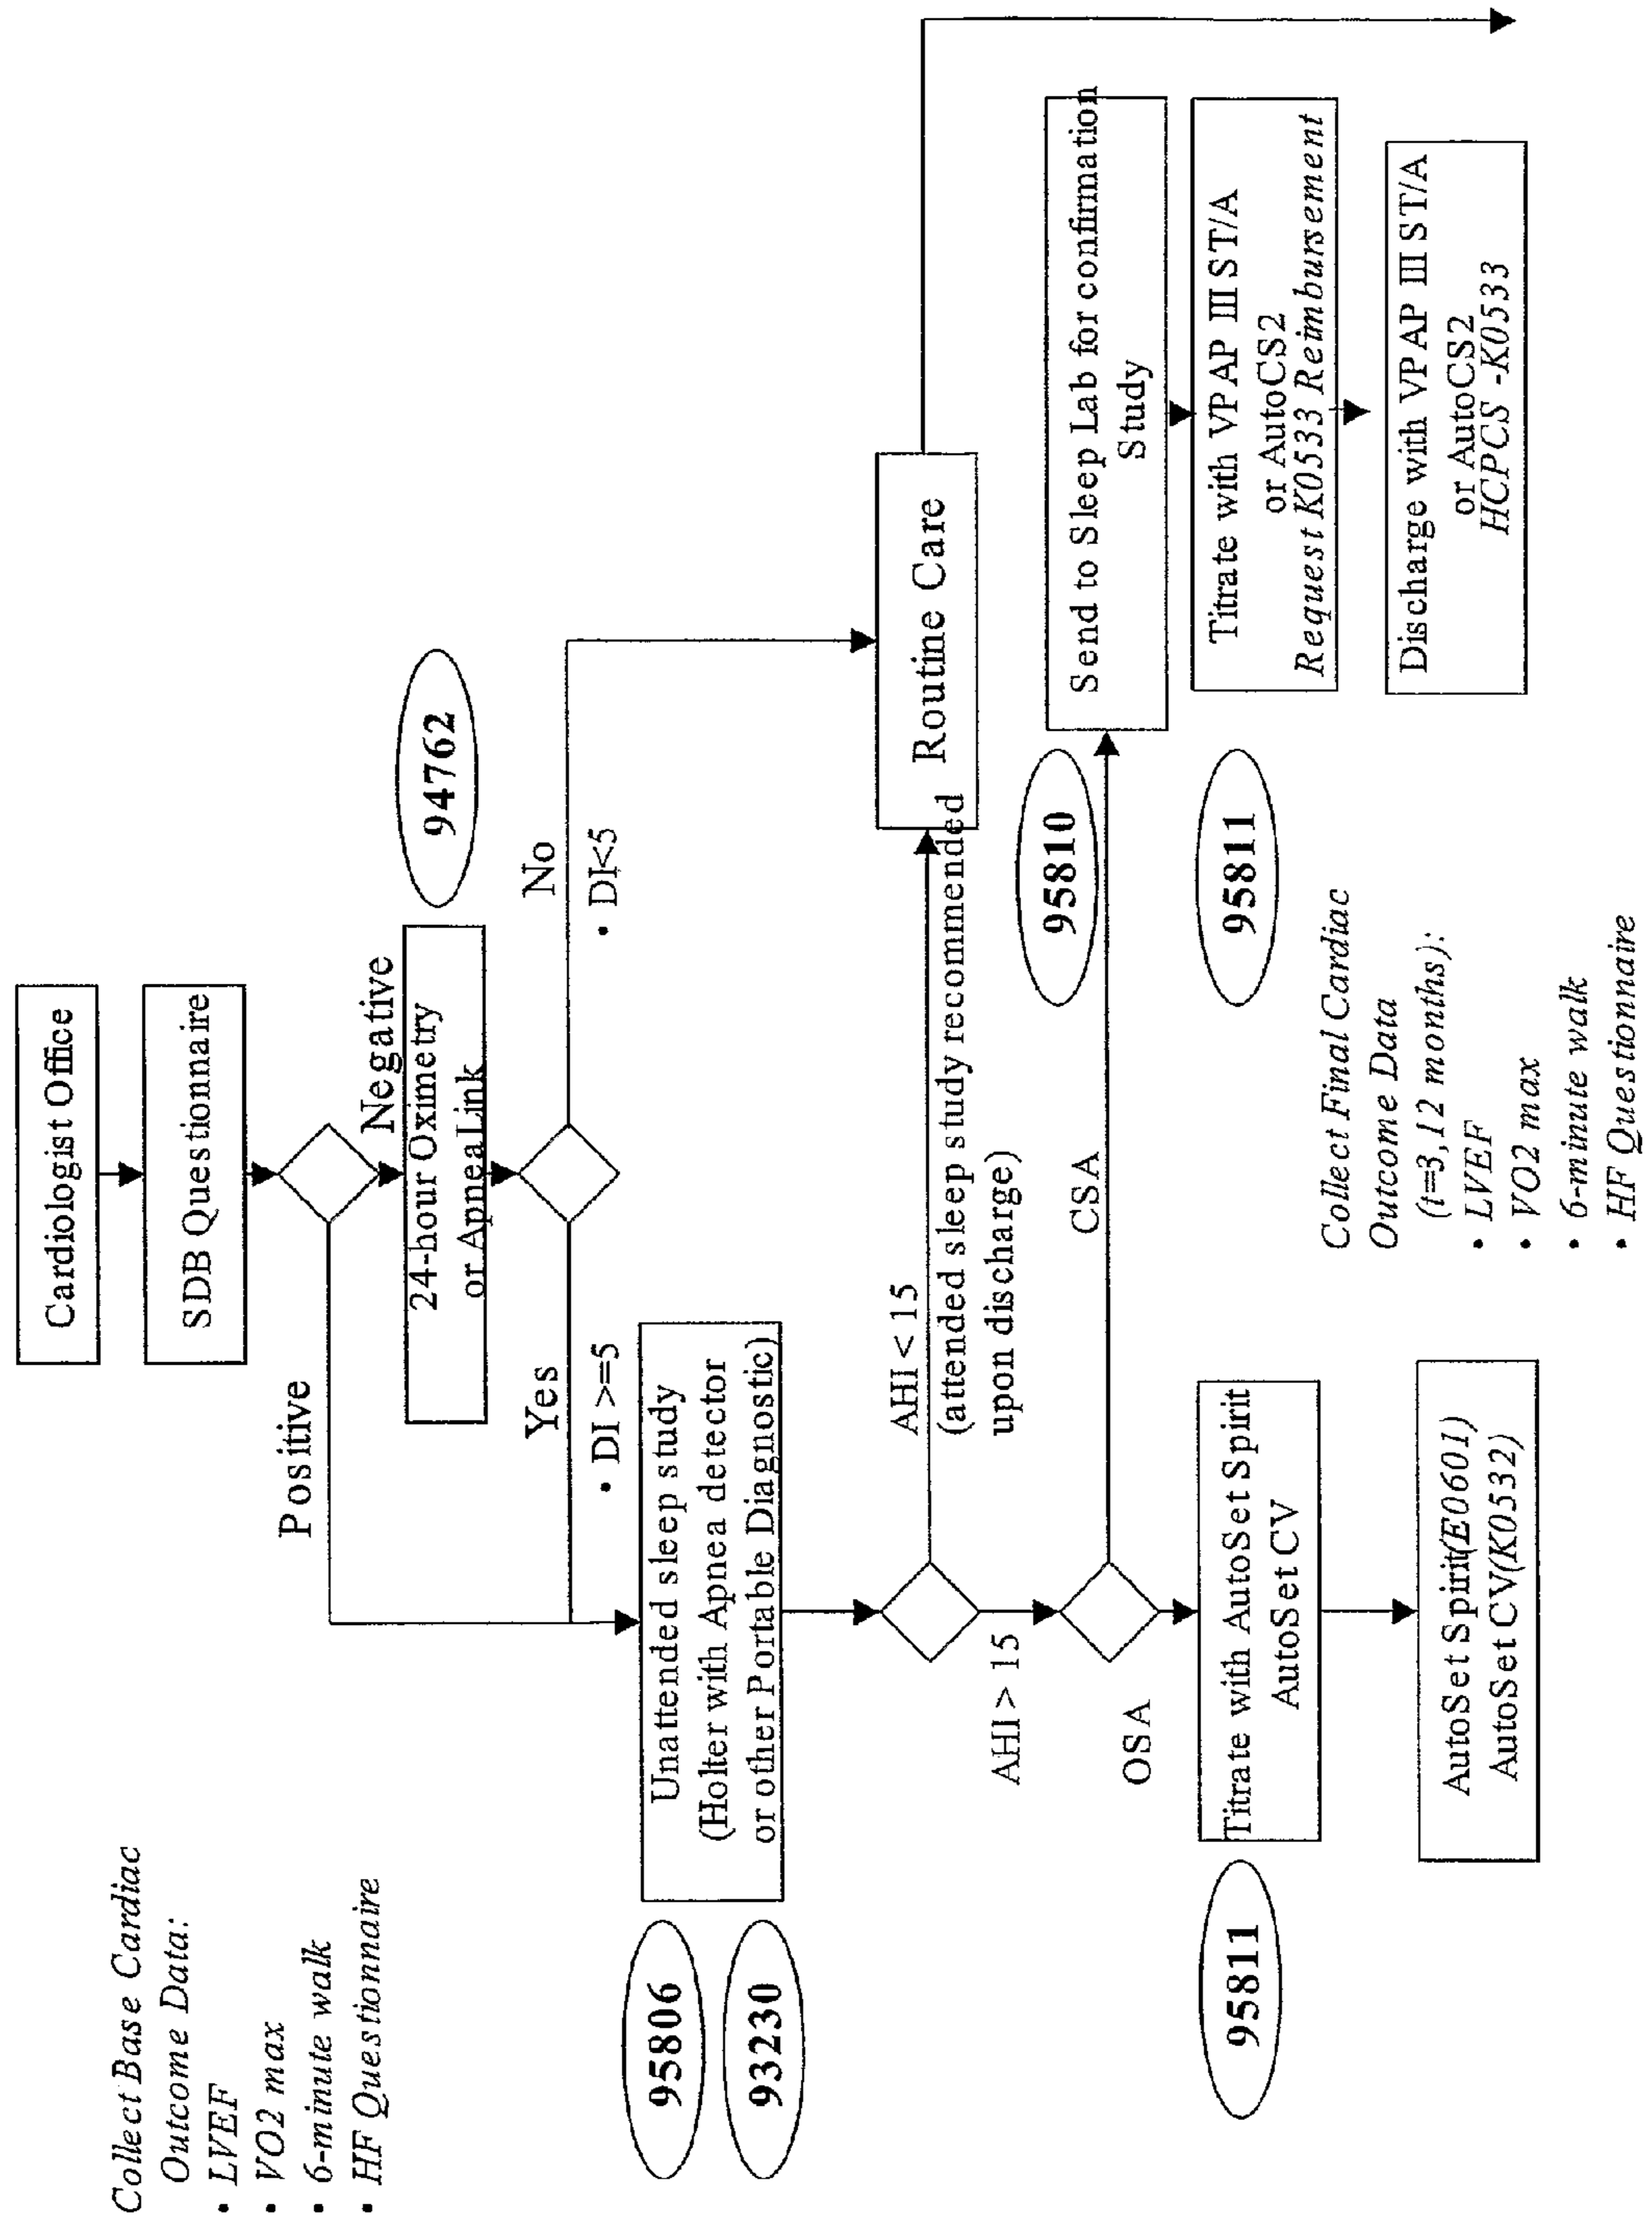 Collect Base Cardiac
Outcome Data:
• LVEF
• VO2 max
• 6-minute walk
• HF Questionnaire
Cardiologist Office
SDB Questionnaire
Positive
Negative
24-hour Oximetry
or ApneaLink
94762
Yes
No
• DI >=5
• DI<5
95806
93230
Unattended sleep study
(Holter with Apnea detector
or other Portable Diagnostic)
Routine Care
AHI < 15
(attended sleep study recommended
upon discharge)
AHI > 15
95810
Send to Sleep Lab for confirmation
Study
CSA
OSA
95811
Titrate with AutoSet Spirit
AutoSet CV
95811
Titrate with VPAP III ST/A
or AutoCS2
Request K0533 Reimbursement
Collect Final Cardiac
Outcome Data
(t=3,12 months):
• LVEF
• VO2 max
• 6-minute walk
• HF Questionnaire
Discharge with VPAP III ST/A
or AutoCS2
HCPCS -K0533
AutoSet Spirit(E0601)
AutoSet CV(K0532)